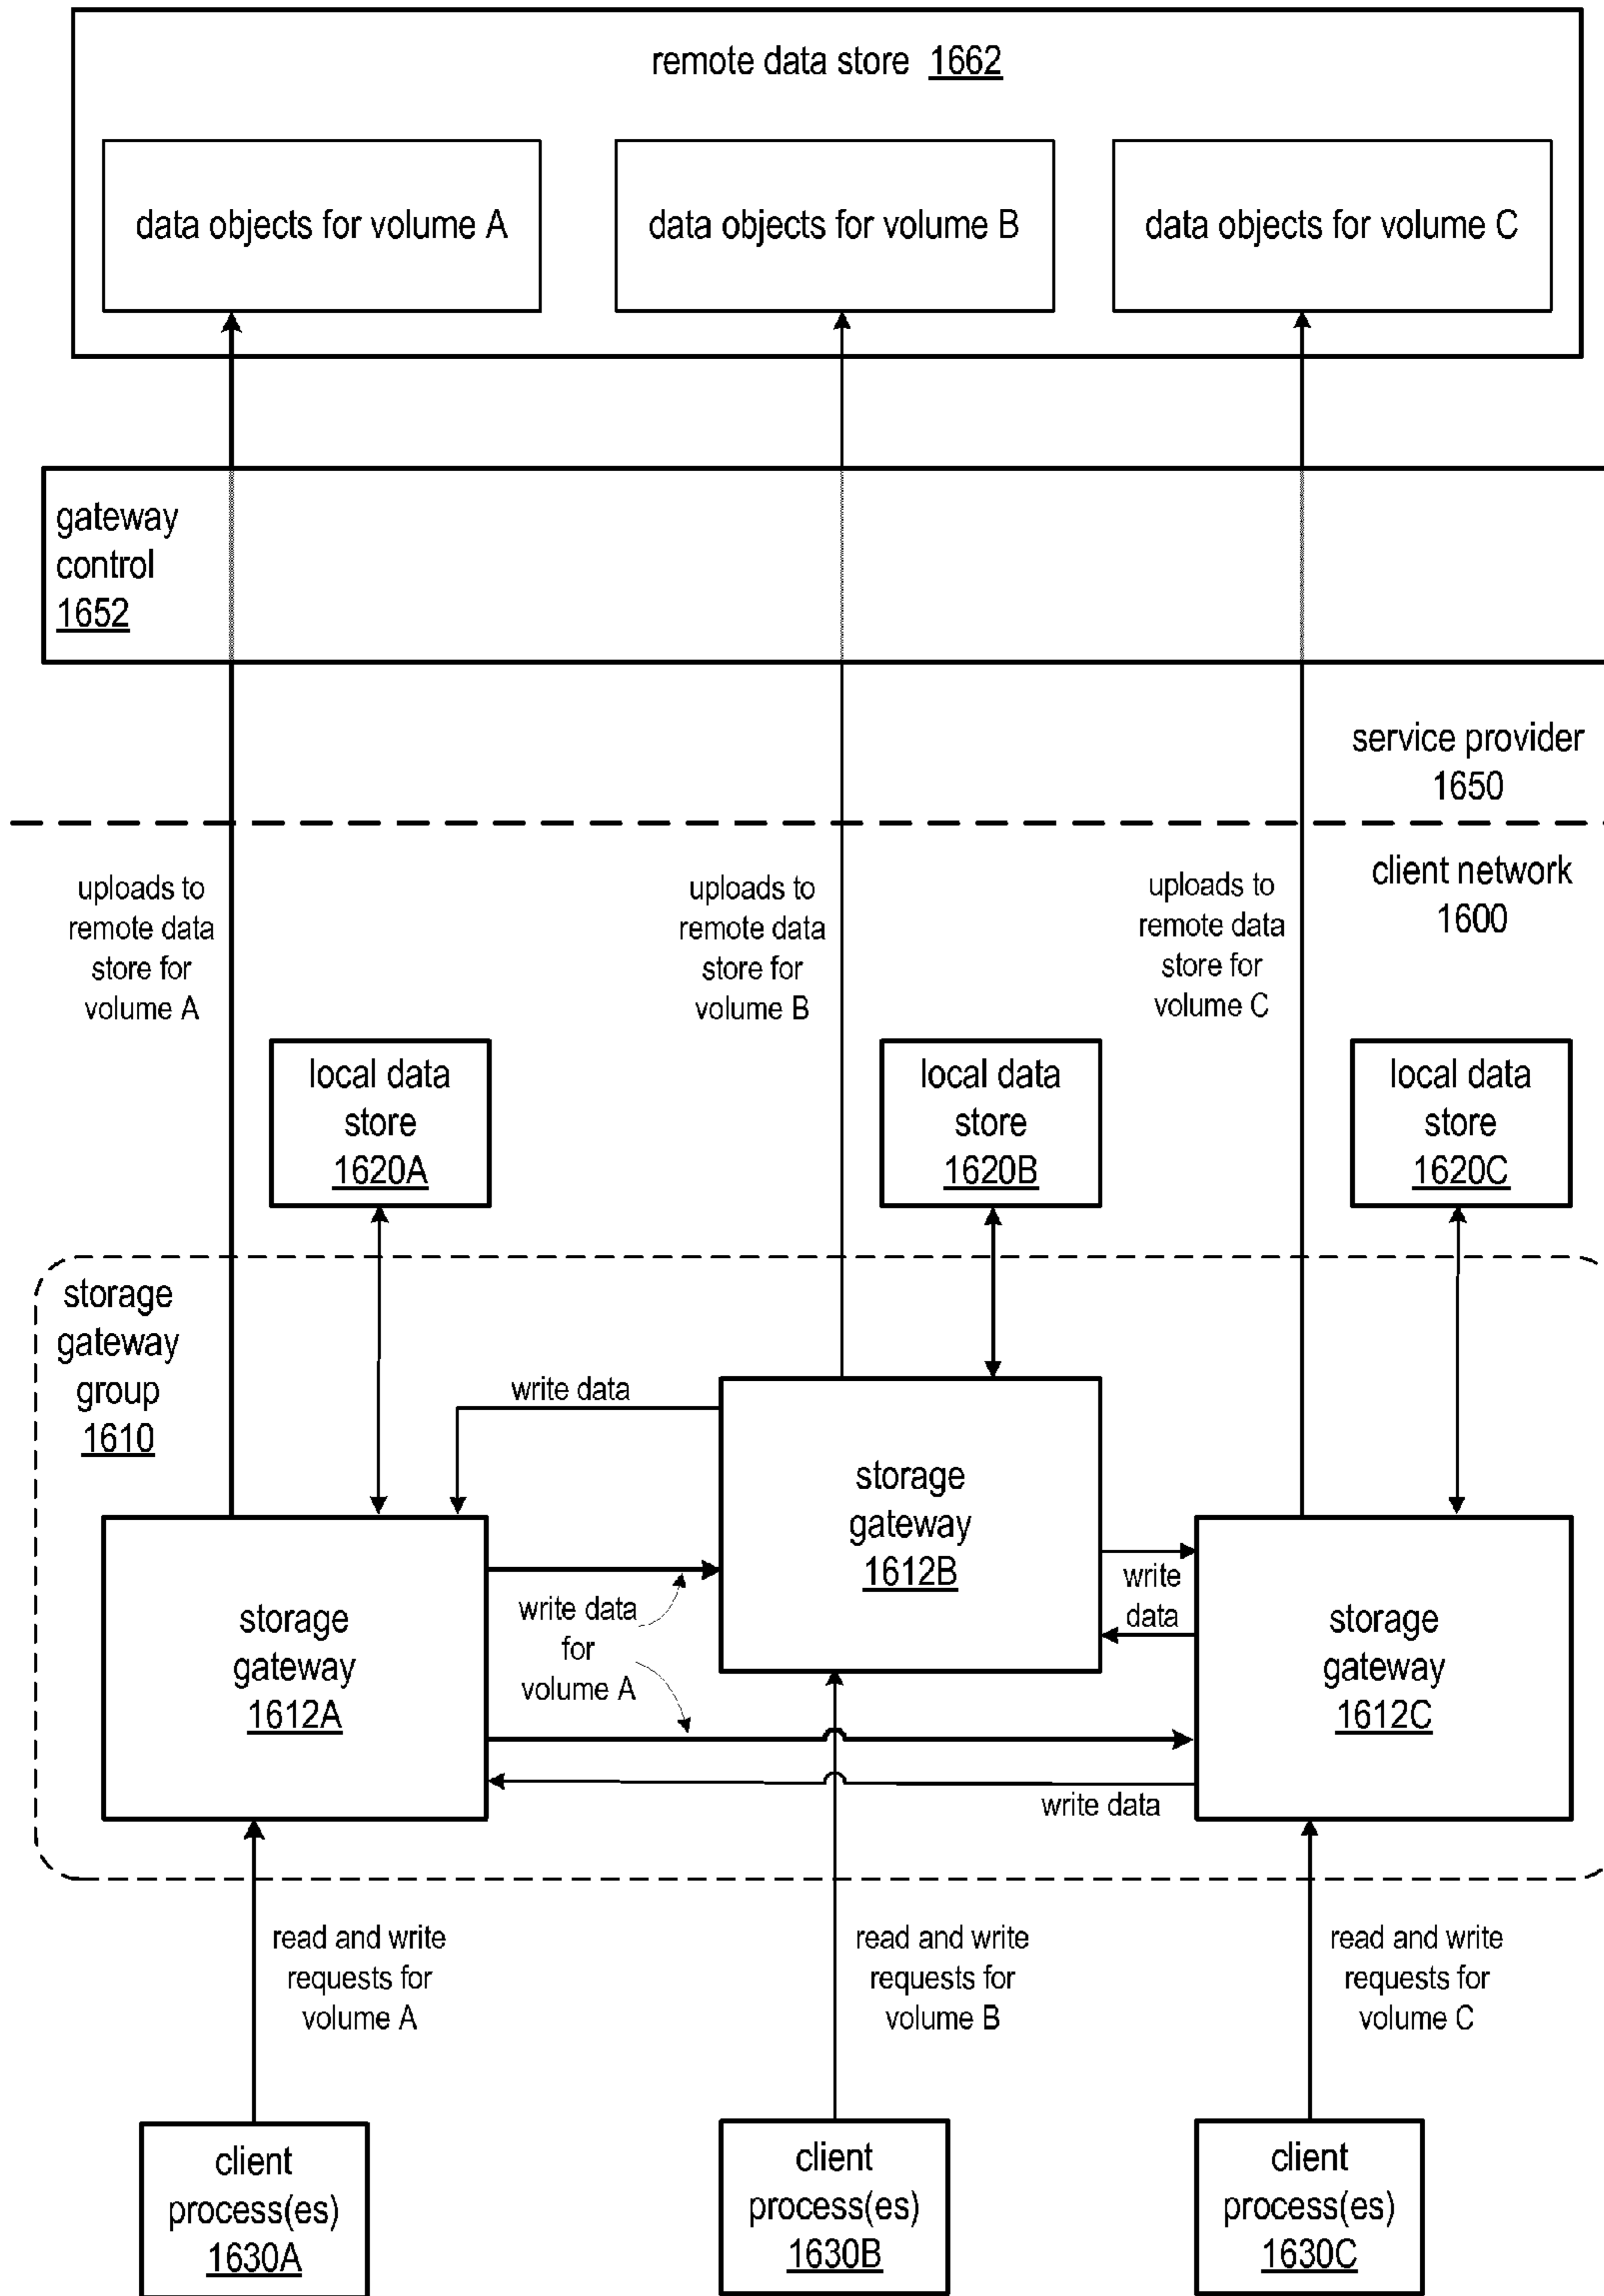 remote data store 1662
data objects for volume A
data objects for volume B
data objects for volume C
gateway
control
1652
service provider
1650
client network
1600
uploads to
remote data
store for
volume A
uploads to
remote data
store for
volume B
uploads to
remote data
store for
volume C
local data
store
1620A
local data
store
1620B
local data
store
1620C
storage
gateway
group
1610
write data
storage
gateway
1612B
write
data
write data
for
volume A
storage
gateway
1612A
storage
gateway
1612C
write data
read and write
requests for
volume A
read and write
requests for
volume B
read and write
requests for
volume C
client
process(es)
1630A
client
process(es)
1630B
client
process(es)
1630C